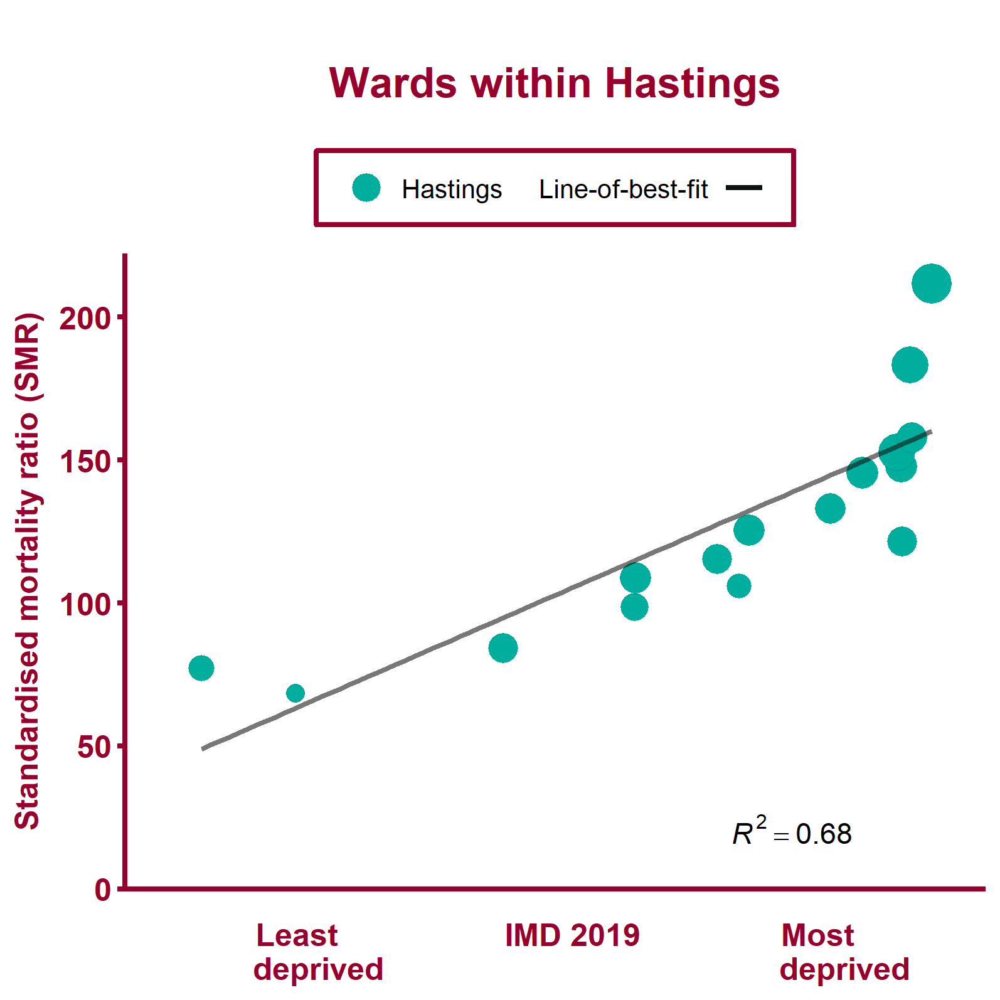 Wards within Hastings
Hastings Line-of-best-fit
Standardised mortality ratio (SMR)
200
150
100
50
0
R² = 0.68
Least deprived
IMD 2019
Most deprived